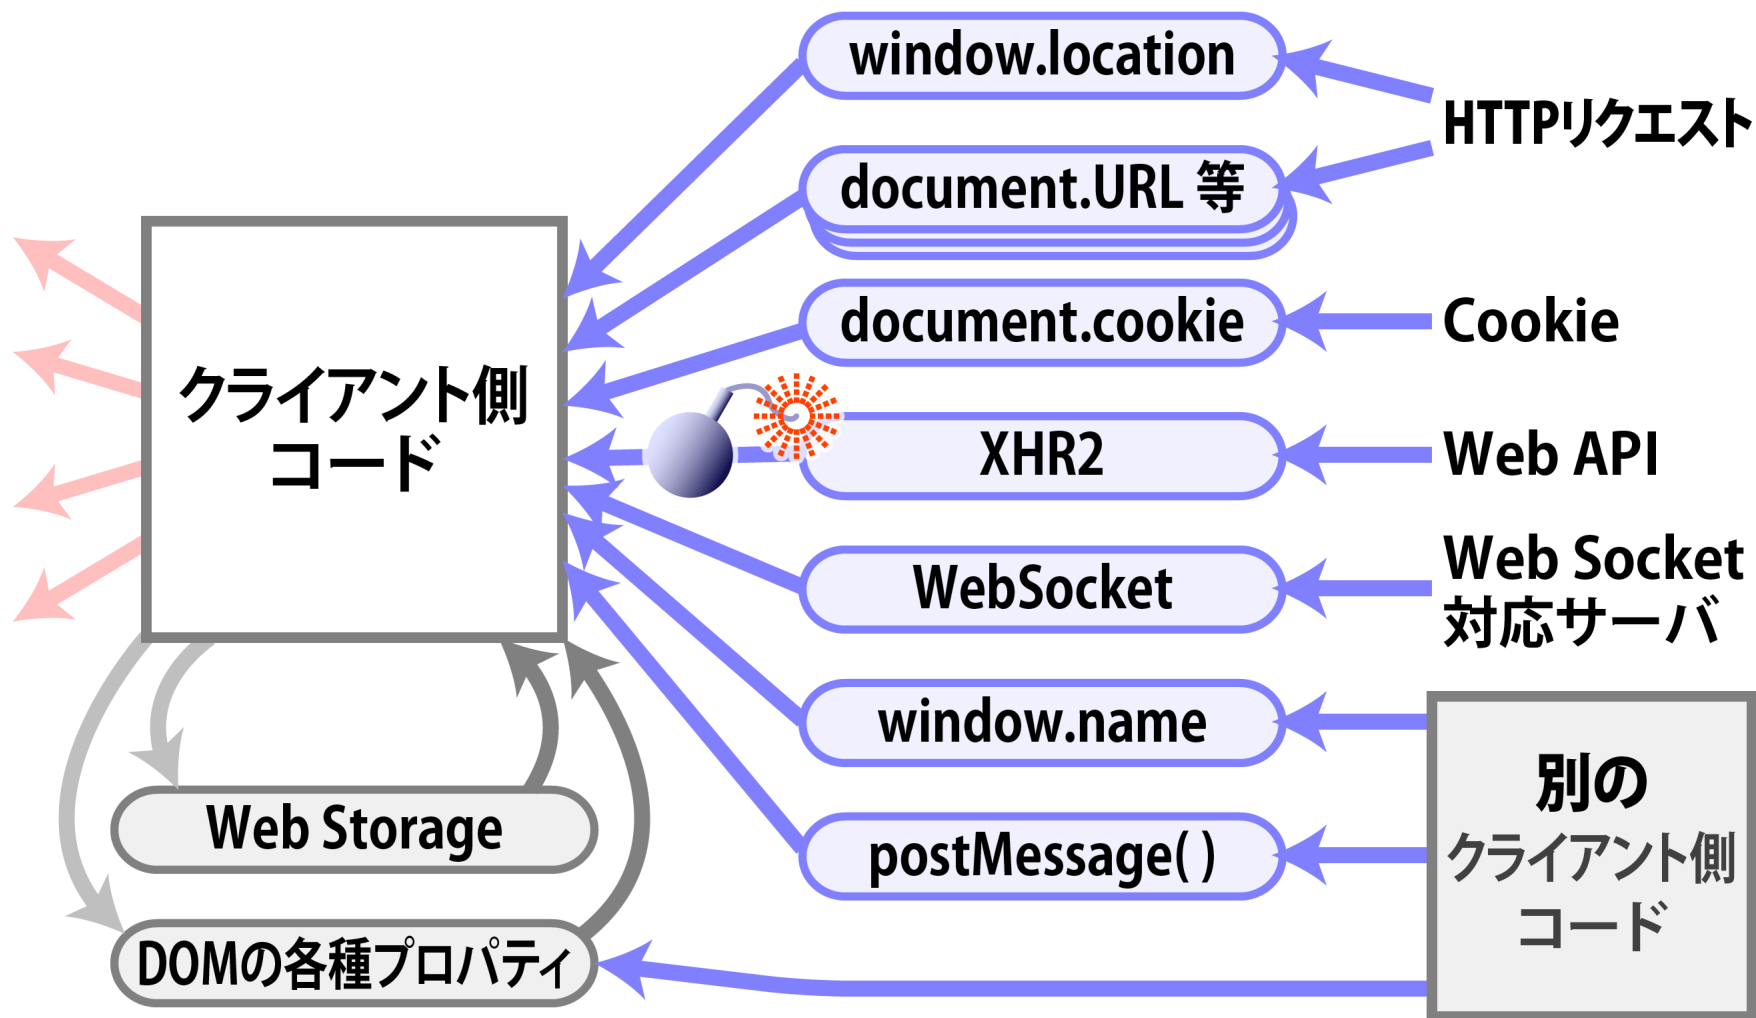 window.location
HTTPリクエスト
document.URL 等
document.cookie
Cookie
クライアント側
コード
XHR2
Web API
WebSocket
Web Socket
対応サーバ
window.name
別の
クライアント側
コード
postMessage( )
Web Storage
DOMの各種プロパティ